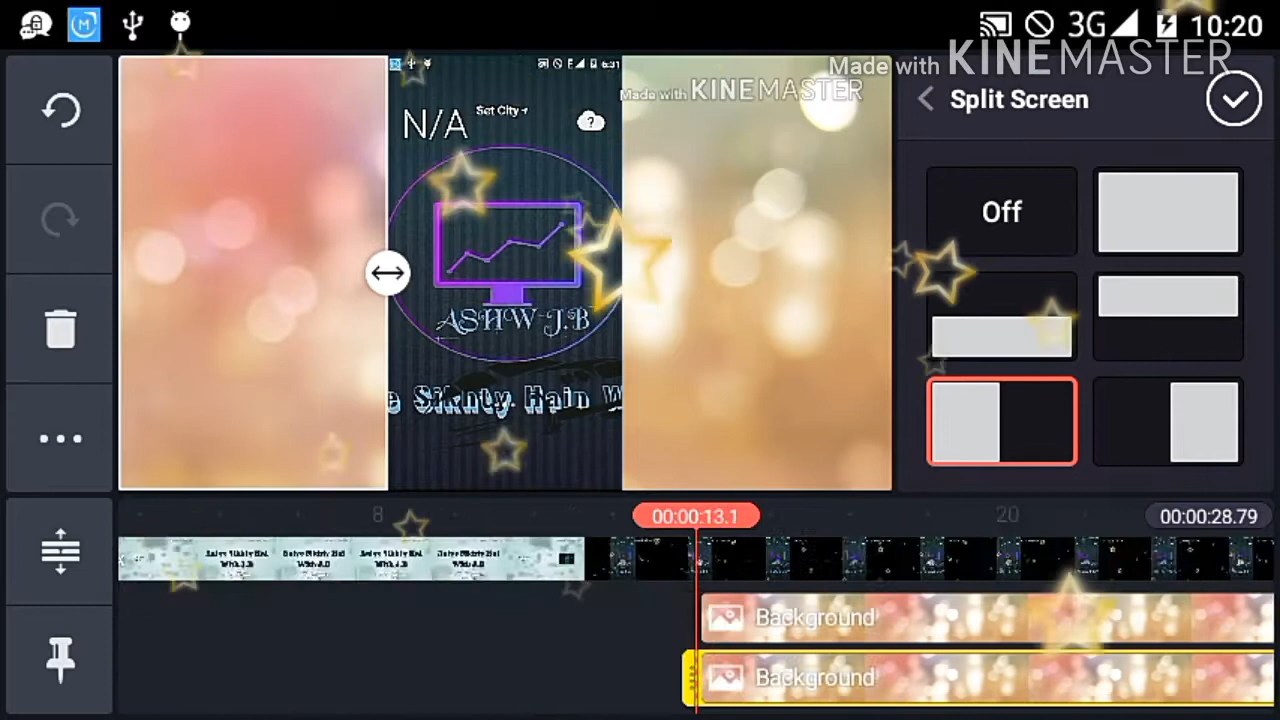 3G 10:20
Made with KINEMASTER
Split Screen
Made with KINEMASTER
N/A Set City
?
Off
ASHW-J.B
e Siknty. Hain W
8
00:00:13.1
20
00:00:28.79
Background
Background